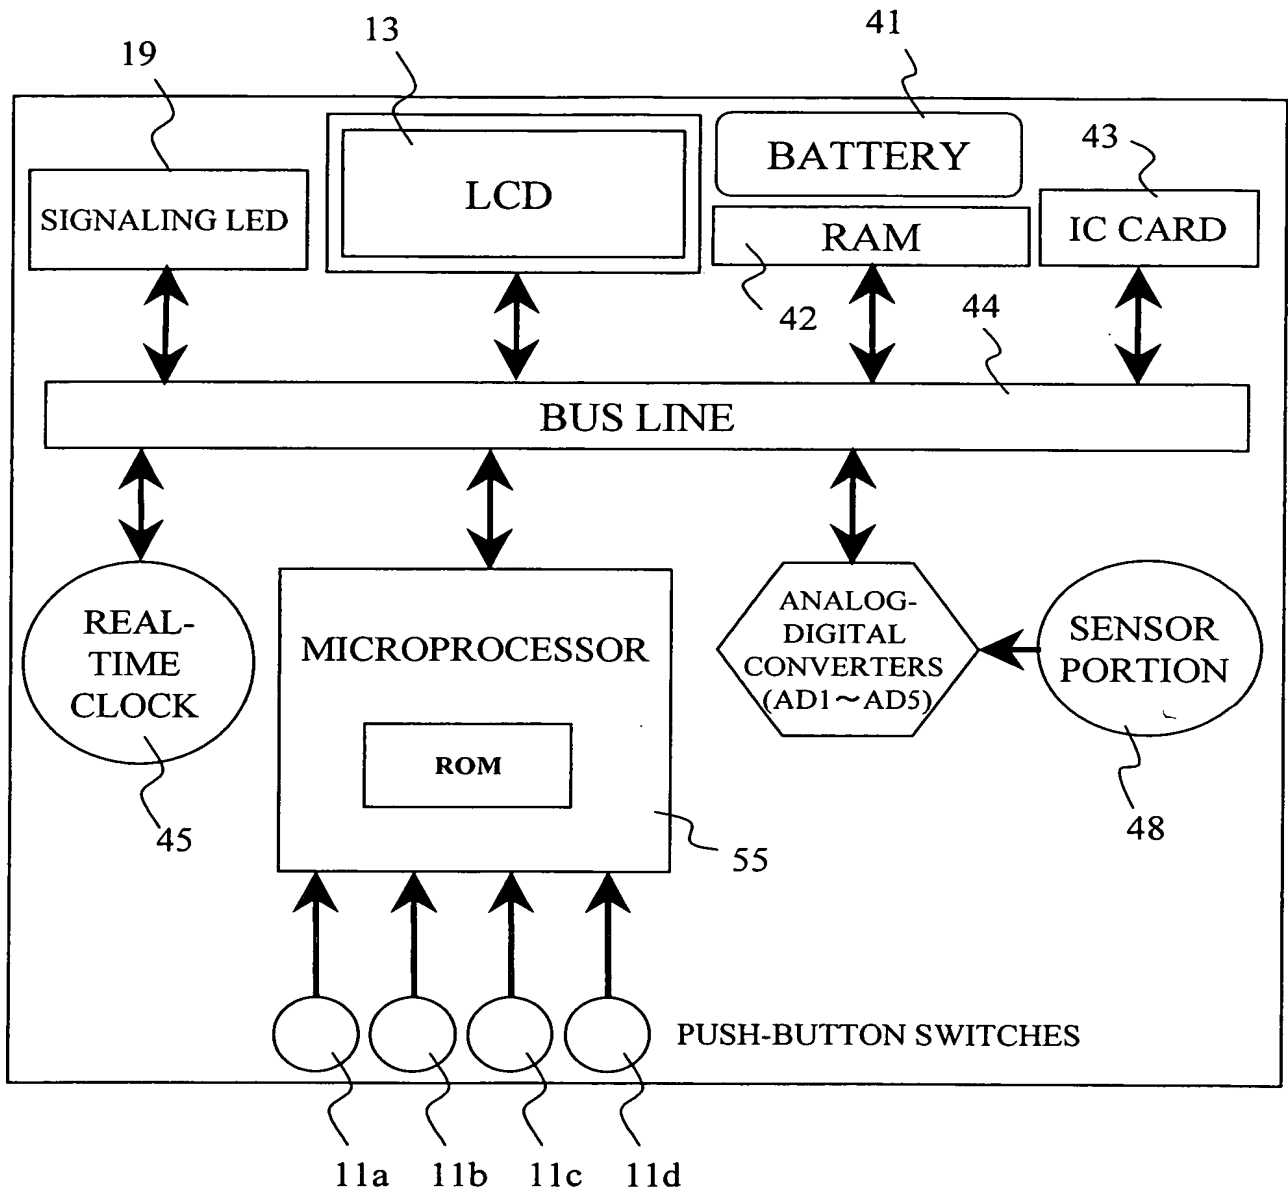 13
41
19
43
BATTERY
LCD
SIGNALING LED
RAM
IC CARD
42
44
BUS LINE
REAL-
TIME
CLOCK
MICROPROCESSOR
ROM
ANALOG-
DIGITAL
CONVERTERS
(AD1～AD5)
SENSOR
PORTION
45
55
48
PUSH-BUTTON SWITCHES
11a
11b
11c
11d